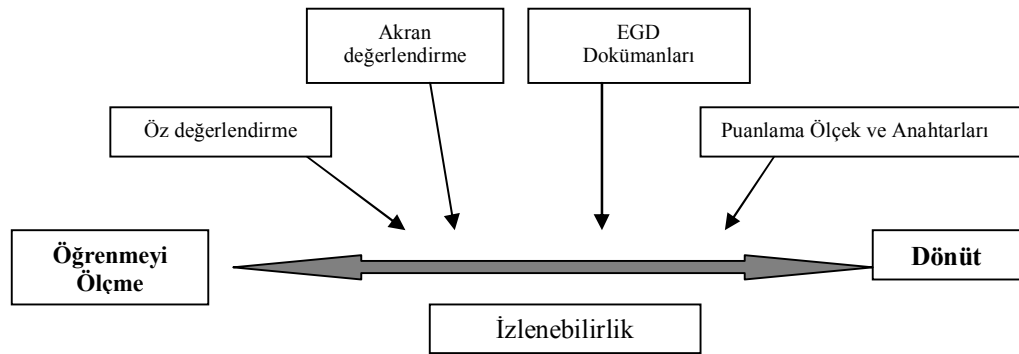 Akran
değerlendirme
EGD
Dokümanları
Öz değerlendirme
Puanlama Ölçek ve Anahtarları
Öğrenmeyi
Ölçme
Dönüt
İzlenebilirlik